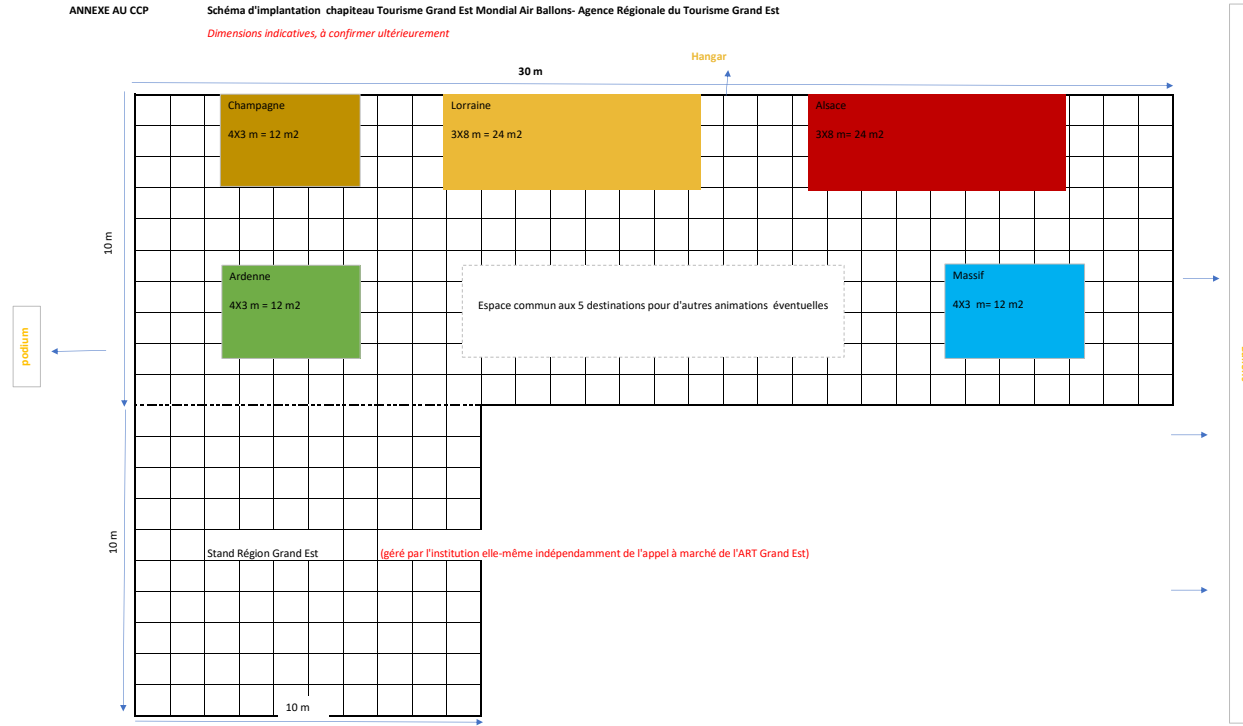 ANNEXE AU CCP
Schéma d'implantation chapiteau Tourisme Grand Est Mondial Air Ballons- Agence Régionale du Tourisme Grand Est
Dimensions indicatives, à confirmer ultérieurement
Hangar
30 m
Champagne
4X3 m = 12 m2
Lorraine
3X8 m = 24 m2
Alsace
3X8 m = 24 m2
10 m
Ardenne
4X3 m = 12 m2
Espace commun aux 5 destinations pour d'autres animations éventuelles
Massif
4X3 m= 12 m2
podium
10 m
Stand Région Grand Est
(géré par l'institution elle-même indépendamment de l'appel à marché de l'ART Grand Est)
10 m